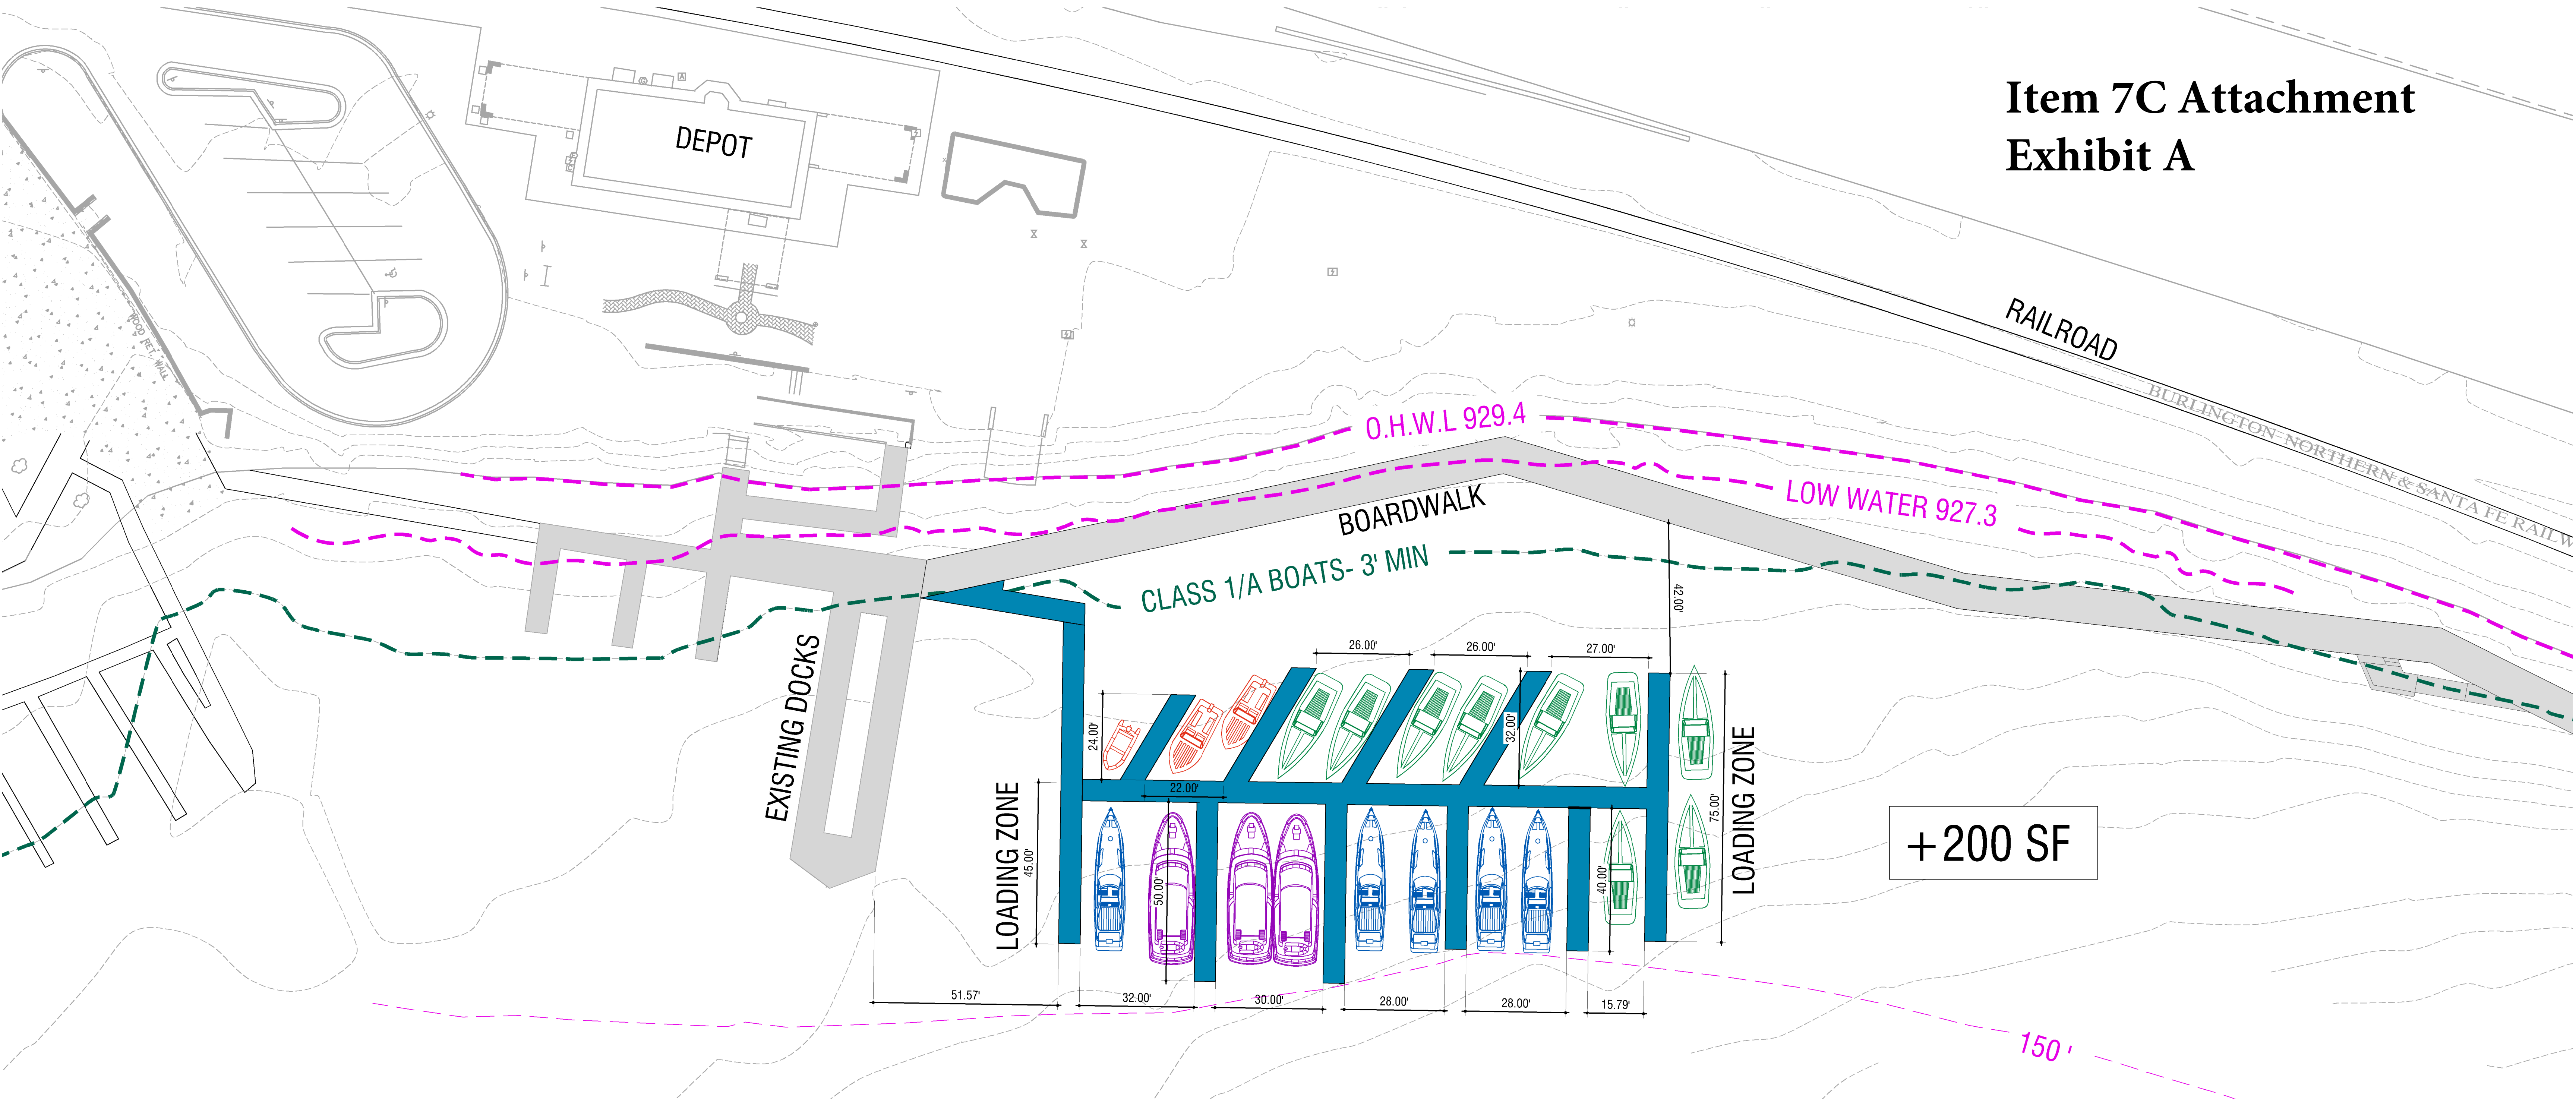 Item 7C Attachment
Exhibit A
DEPOT
WOOD RET. WALL
RAILROAD
BURLINGTON NORTHERN & SANTA FE RAILW
O.H.W.L 929.4
LOW WATER 927.3
BOARDWALK
CLASS 1/A BOATS- 3' MIN
42.00'
EXISTING DOCKS
26.00'
26.00'
27.00'
24.00'
32.00'
22.00'
LOADING ZONE
45.00'
50.00'
40.00'
75.00'
LOADING ZONE
+200 SF
51.57'
32.00'
30.00'
28.00'
28.00'
15.79'
150 '